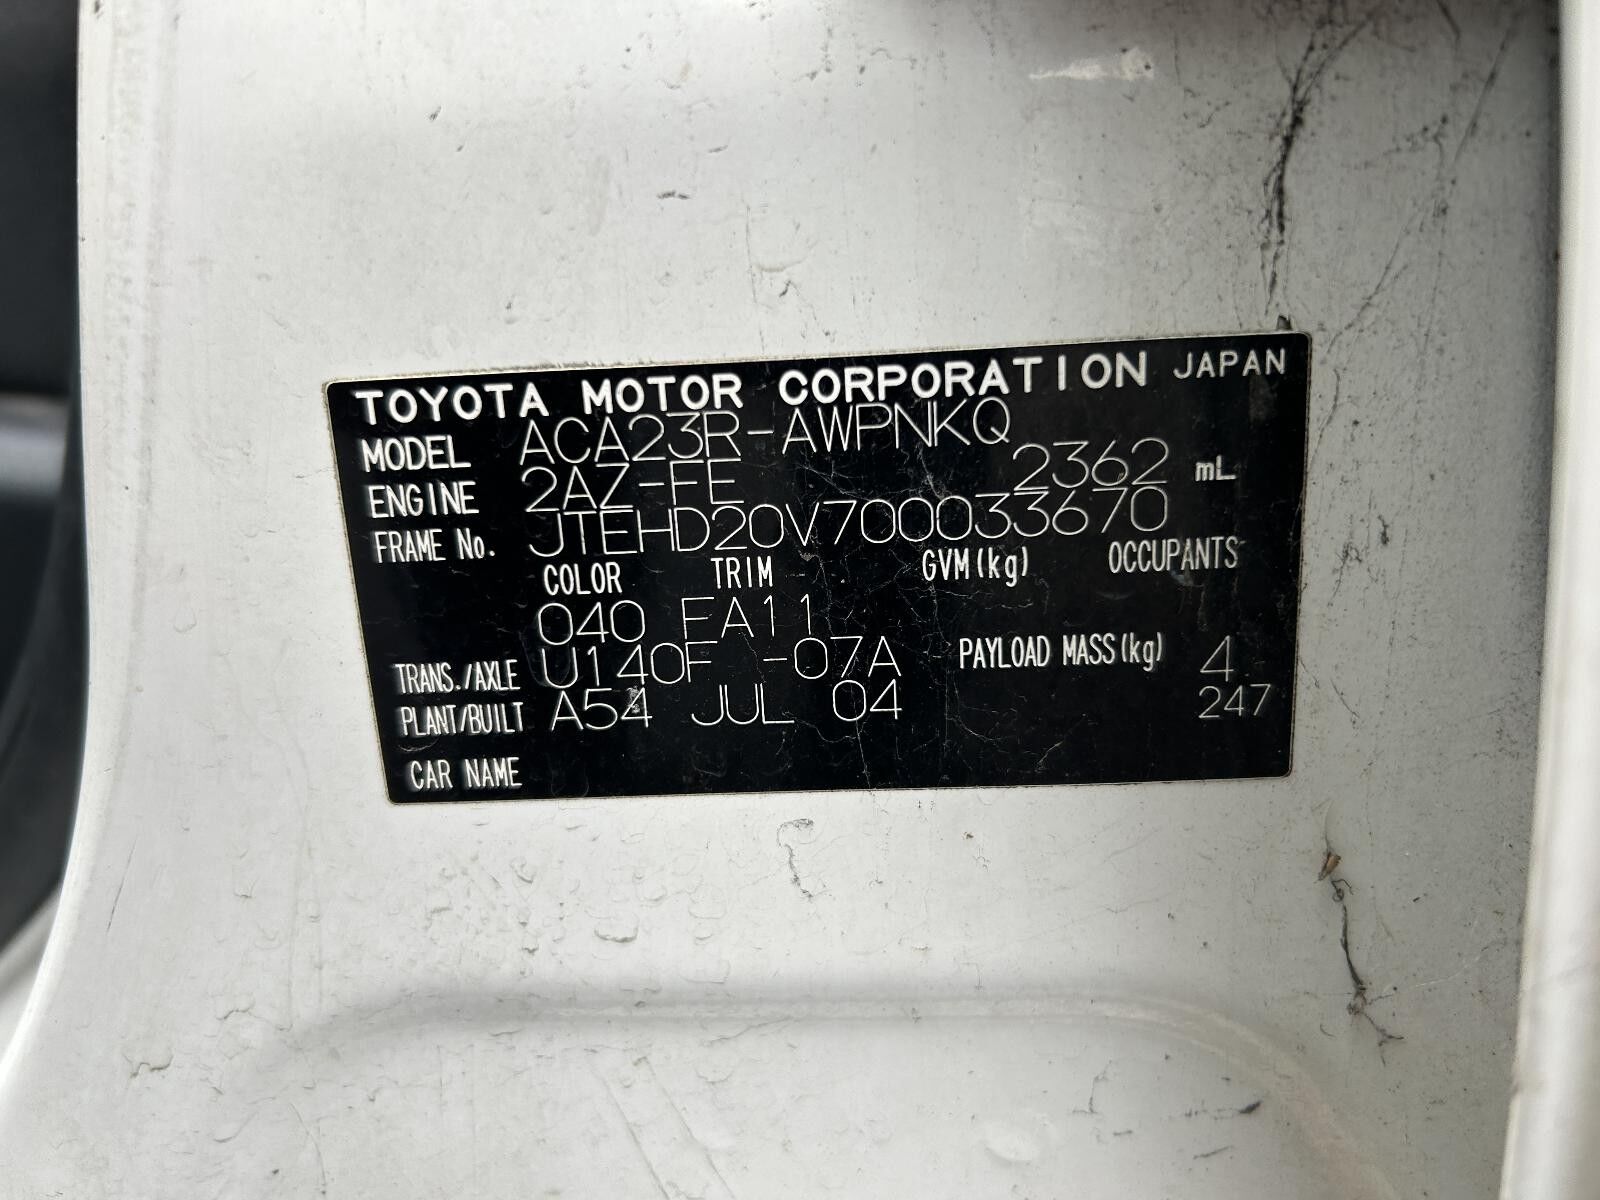 TOYOTA MOTOR CORPORATION JAPAN
MODEL ACA23R-AWPNKQ
ENGINE 2AZ-FE 2362 mL
FRAME No. JTEHD20V700033670
COLOR TRIM GVM(kg) OCCUPANTS
040 FA11
TRANS./AXLE U140F -07A PAYLOAD MASS(kg) 4
PLANT/BUILT A54 JUL 04 247
CAR NAME